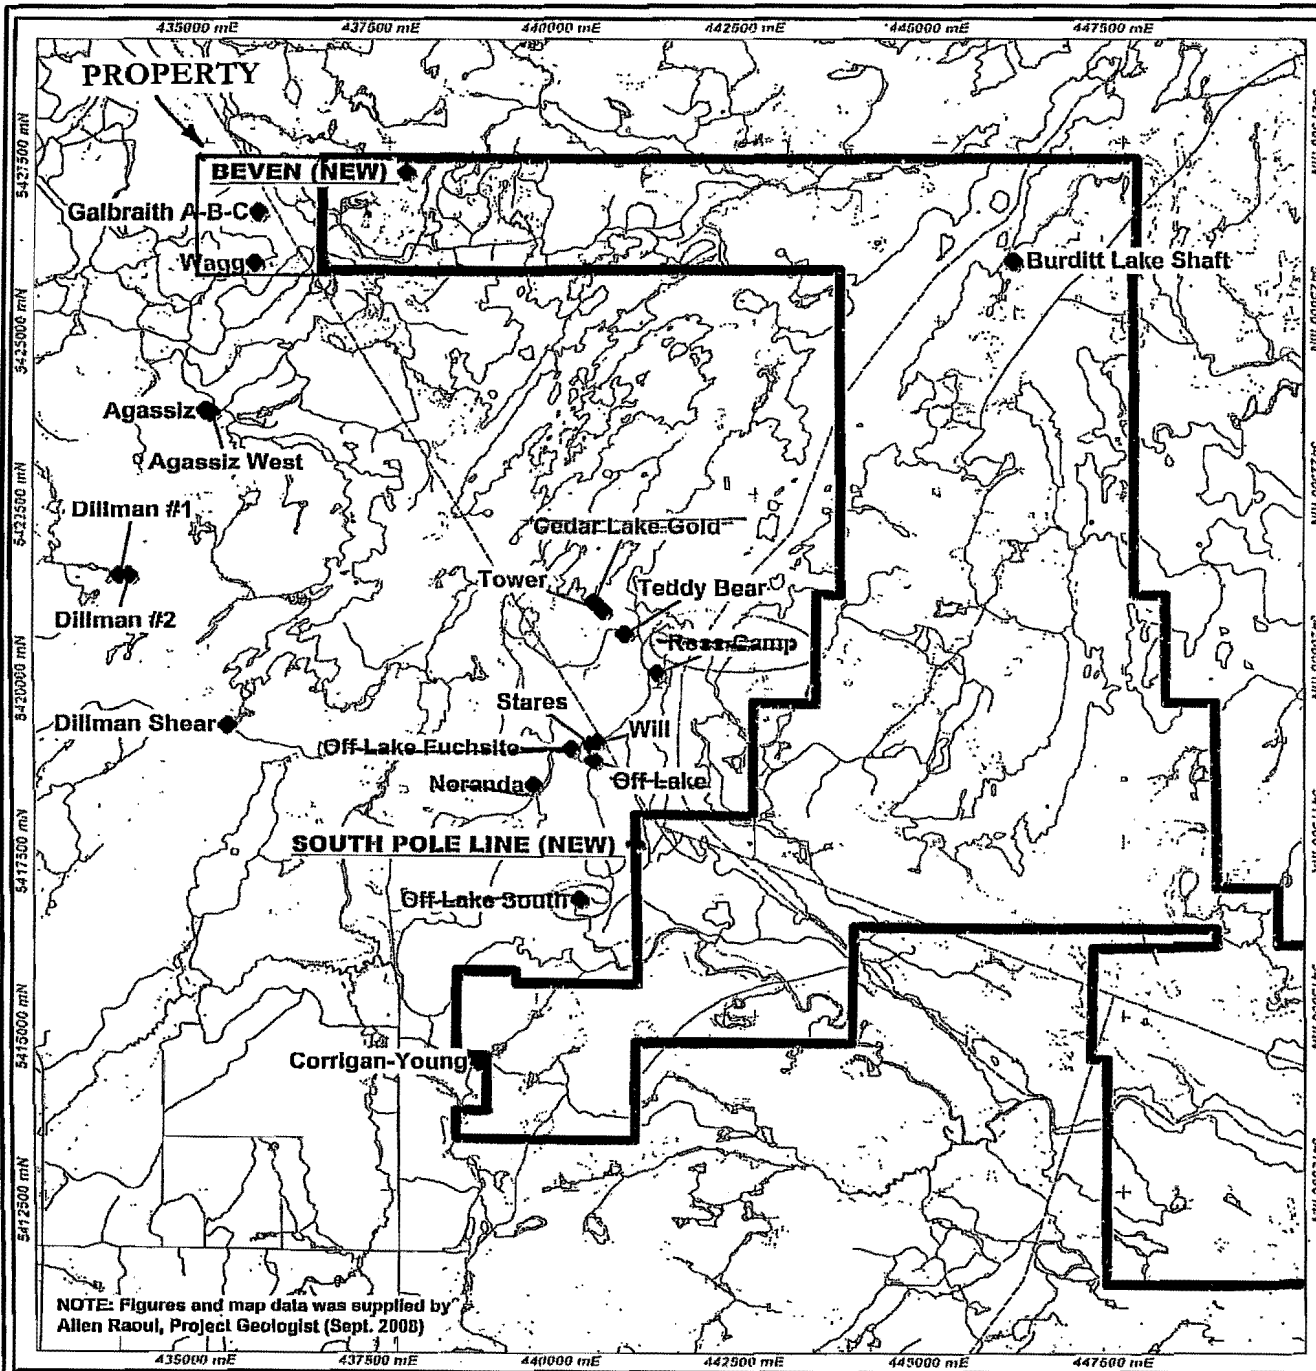 435000 mE 437500 mE 440000 mE 442500 mE 445000 mE 447500 mE
PROPERTY
5427500 mN
BEVEN (NEW)
Galbraith A-B-C
Wagg
Burditt Lake Shaft
5425000 mN
Agassiz
Agassiz West
5422500 mN
Dillman #1
Cedar Lake Gold
Tower
Teddy Bear
Dillman #2
Ross Camp
5420000 mN
Stares
Dillman Shear
Will
Off Lake Fuchsite
Off Lake
Noranda
SOUTH POLE LINE (NEW)
5417500 mN
Off Lake South
5415000 mN
Corrigan-Young
5412500 mN
NOTE: Figures and map data was supplied by
Allen Raoul, Project Geologist (Sept. 2008)
435000 mE 437500 mE 440000 mE 442500 mE 445000 mE 447500 mE